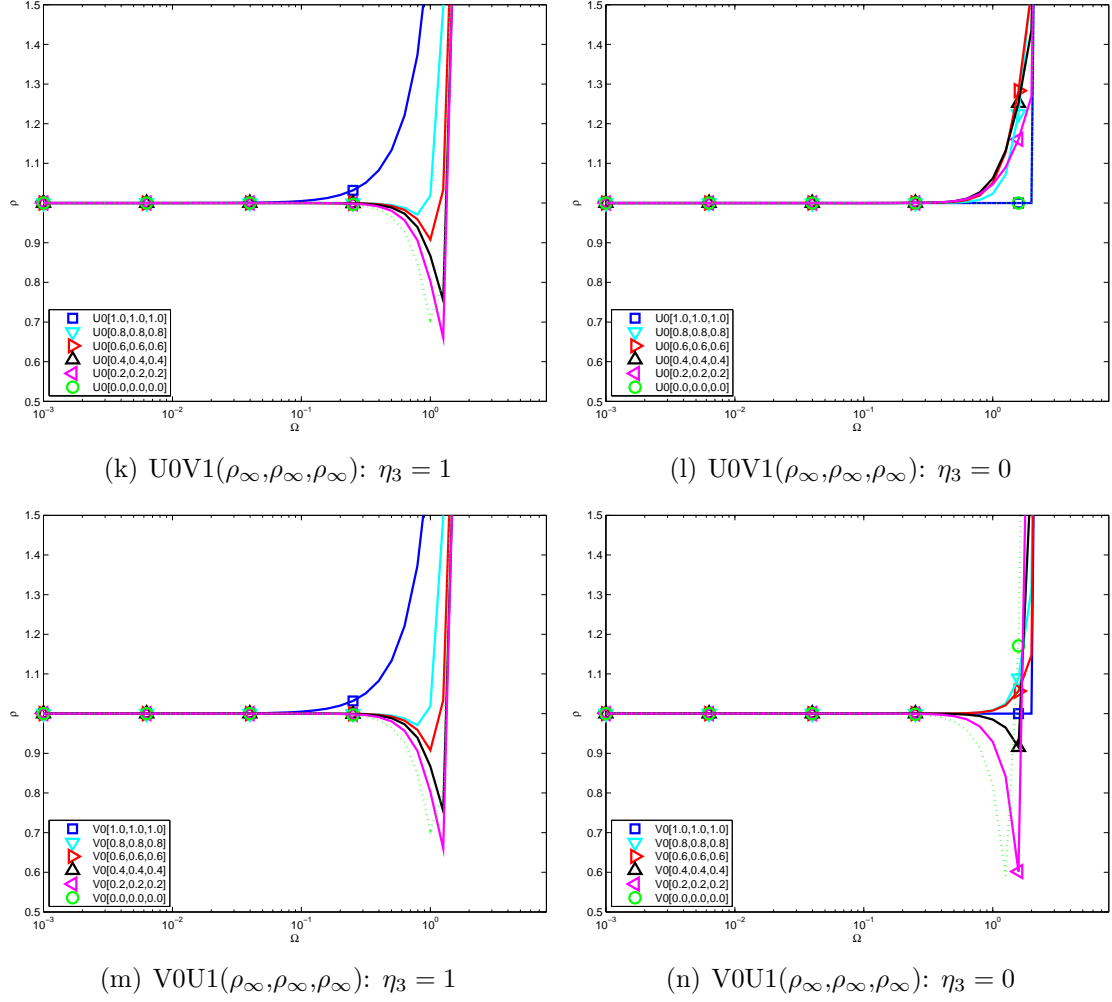 1.5
1.4
1.3
1.2
1.1
1
0.9
0.8
0.7
0.6
0.5
ρ
U0[1.0,1.0,1.0]
U0[0.8,0.8,0.8]
U0[0.6,0.6,0.6]
U0[0.4,0.4,0.4]
U0[0.2,0.2,0.2]
U0[0.0,0.0,0.0]
10⁻³ 10⁻² 10⁻¹ 10⁰
Ω
(k) U0V1(ρ∞,ρ∞,ρ∞): η₃ = 1
1.5
1.4
1.3
1.2
1.1
1
0.9
0.8
0.7
0.6
0.5
ρ
U0[1.0,1.0,1.0]
U0[0.8,0.8,0.8]
U0[0.6,0.6,0.6]
U0[0.4,0.4,0.4]
U0[0.2,0.2,0.2]
U0[0.0,0.0,0.0]
10⁻³ 10⁻² 10⁻¹ 10⁰
Ω
(l) U0V1(ρ∞,ρ∞,ρ∞): η₃ = 0
1.5
1.4
1.3
1.2
1.1
1
0.9
0.8
0.7
0.6
0.5
ρ
V0[1.0,1.0,1.0]
V0[0.8,0.8,0.8]
V0[0.6,0.6,0.6]
V0[0.4,0.4,0.4]
V0[0.2,0.2,0.2]
V0[0.0,0.0,0.0]
10⁻³ 10⁻² 10⁻¹ 10⁰
Ω
(m) V0U1(ρ∞,ρ∞,ρ∞): η₃ = 1
1.5
1.4
1.3
1.2
1.1
1
0.9
0.8
0.7
0.6
0.5
ρ
V0[1.0,1.0,1.0]
V0[0.8,0.8,0.8]
V0[0.6,0.6,0.6]
V0[0.4,0.4,0.4]
V0[0.2,0.2,0.2]
V0[0.0,0.0,0.0]
10⁻³ 10⁻² 10⁻¹ 10⁰
Ω
(n) V0U1(ρ∞,ρ∞,ρ∞): η₃ = 0